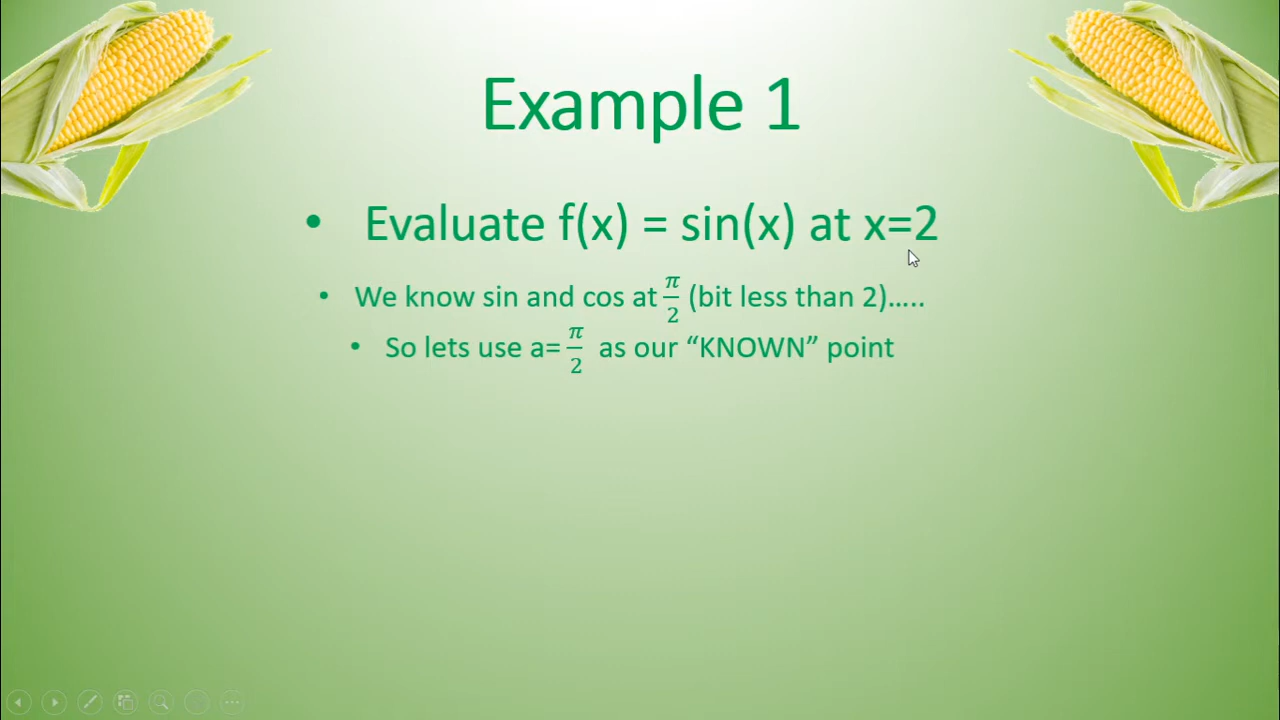 Example 1
• Evaluate f(x) = sin(x) at x=2
• We know sin and cos at 𝜋/2 (bit less than 2)…..
• So lets use a= 𝜋/2 as our “KNOWN” point